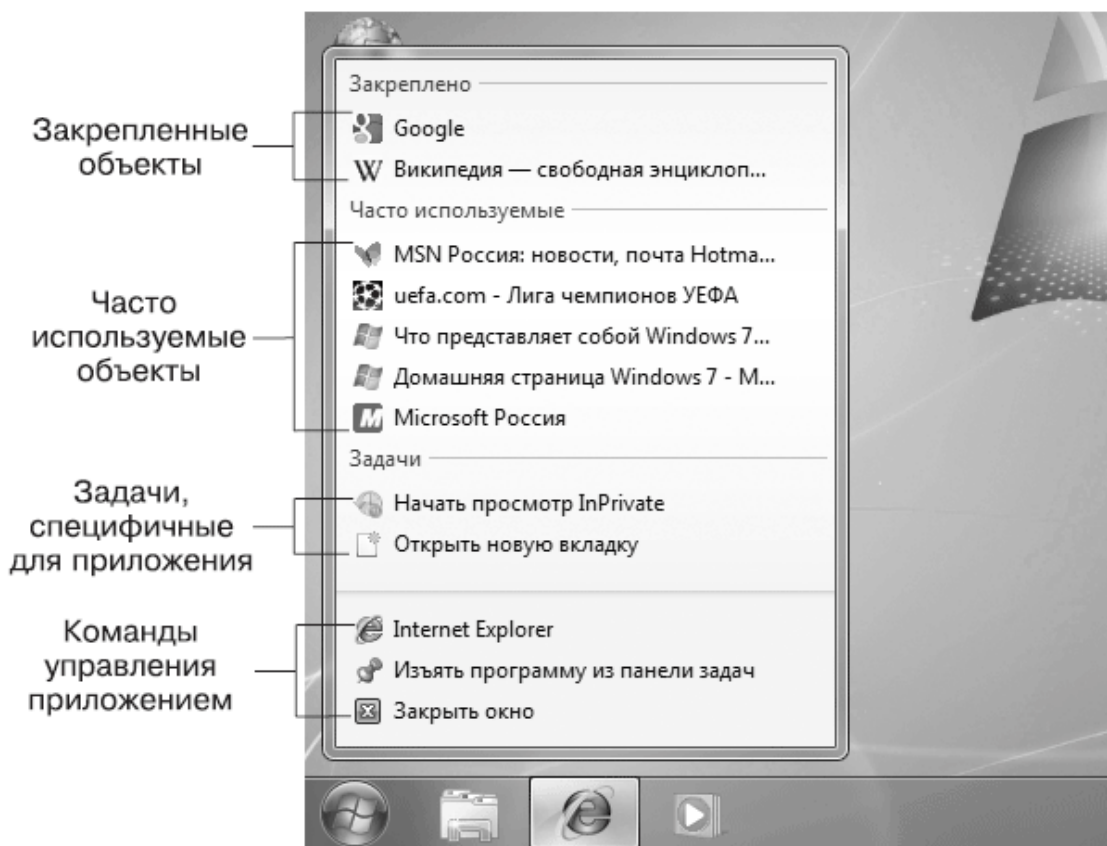 Закреплено
Закрепленные
объекты
Google
Википедия — свободная энциклоп...
Часто используемые
Часто
используемые
объекты
MSN Россия: новости, почта Hotma...
uefa.com - Лига чемпионов УЕФА
Что представляет собой Windows 7...
Домашняя страница Windows 7 - M...
Microsoft Россия
Задачи
Задачи,
специфичные
для приложения
Начать просмотр InPrivate
Открыть новую вкладку
Команды
управления
приложением
Internet Explorer
Изъять программу из панели задач
Закрыть окно